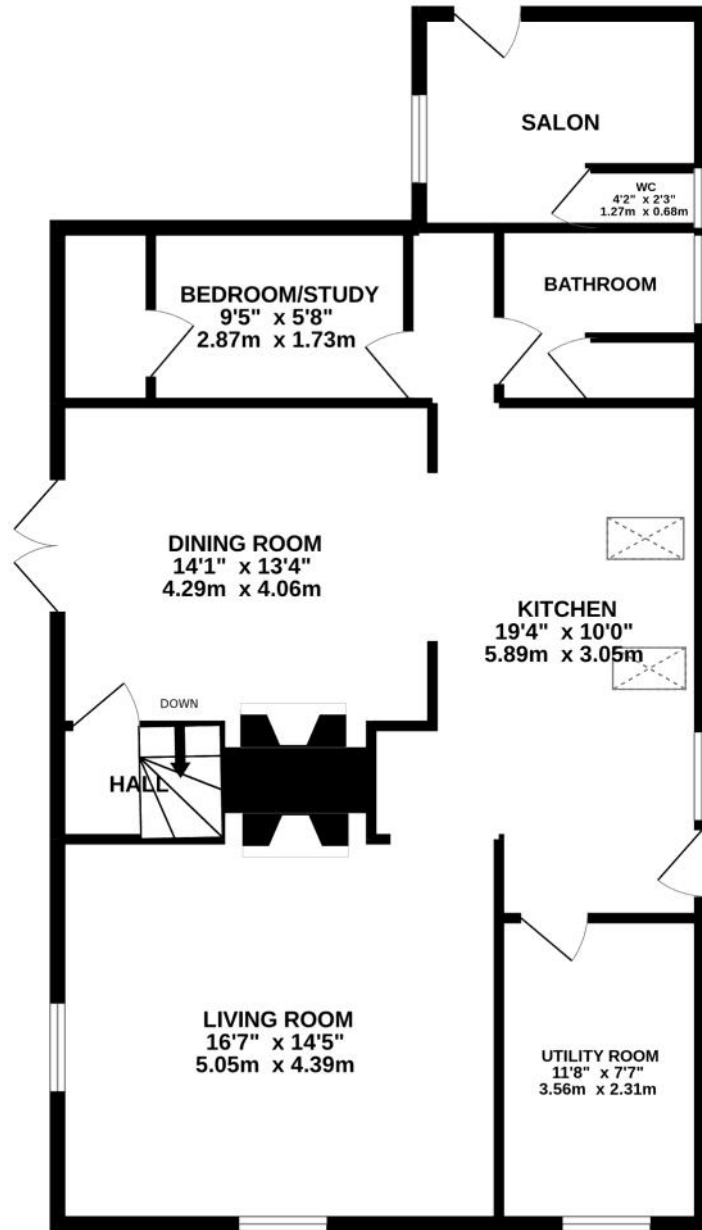 SALON
WC
4'2" x 2'3"
1.27m x 0.68m
BEDROOM/STUDY
9'5" x 5'8"
2.87m x 1.73m
BATHROOM
DINING ROOM
14'1" x 13'4"
4.29m x 4.06m
KITCHEN
19'4" x 10'0"
5.89m x 3.05m
DOWN
HALL
LIVING ROOM
16'7" x 14'5"
5.05m x 4.39m
UTILITY ROOM
11'8" x 7'7"
3.56m x 2.31m